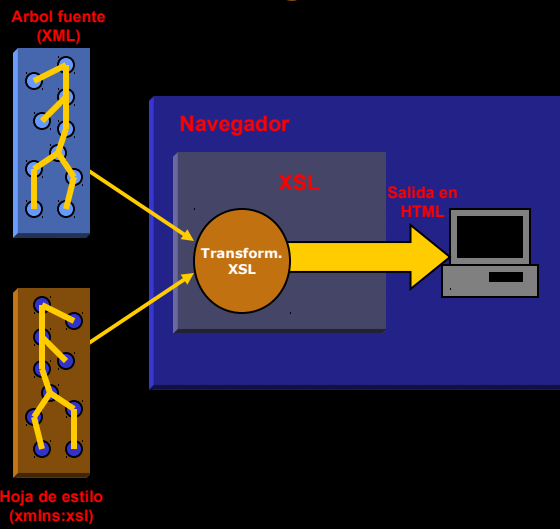 Arbol fuente
(XML)
Navegador
XSL
Salida en
HTML
Transform.
XSL
Hoja de estilo
(xmlns:xsl)